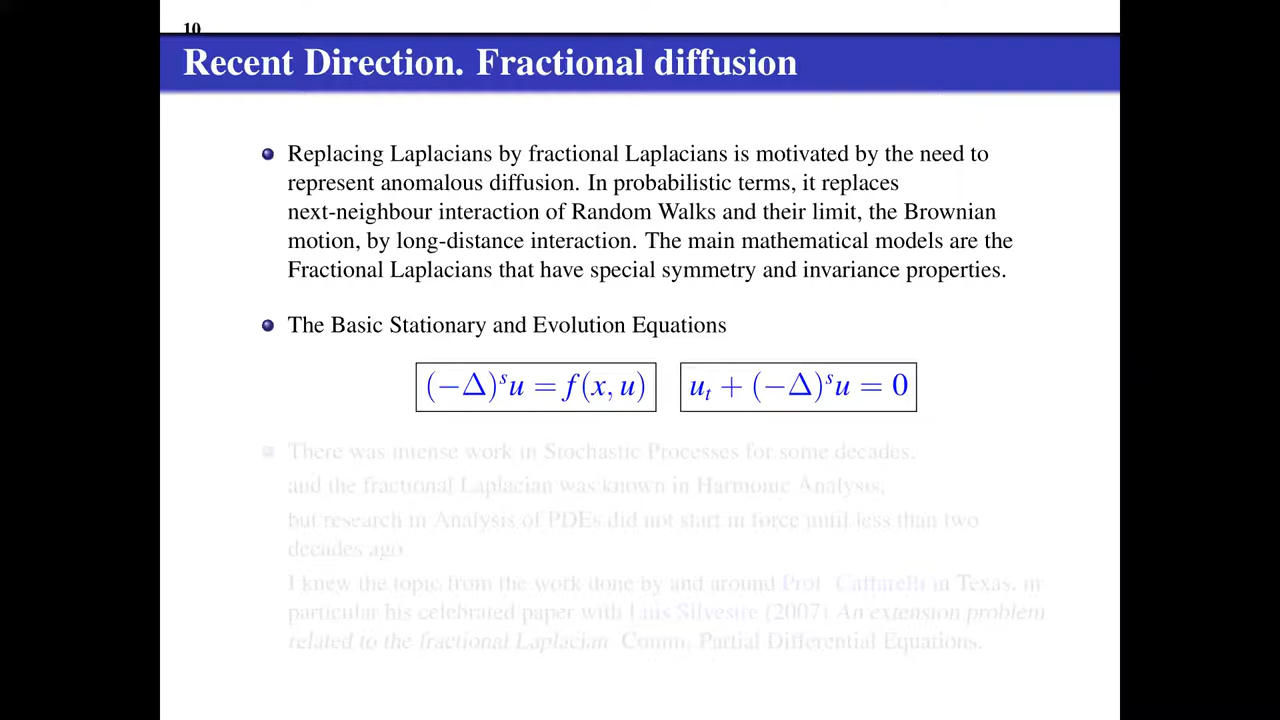 10
Recent Direction. Fractional diffusion
Replacing Laplacians by fractional Laplacians is motivated by the need to
represent anomalous diffusion. In probabilistic terms, it replaces
next-neighbour interaction of Random Walks and their limit, the Brownian
motion, by long-distance interaction. The main mathematical models are the
Fractional Laplacians that have special symmetry and invariance properties.
The Basic Stationary and Evolution Equations
(−Δ)ˢu = f(x, u) uₜ + (−Δ)ˢu = 0
There was intense work in Stochastic Processes for some decades,
and the fractional Laplacian was known in Harmonic Analysis,
but research in Analysis of PDEs did not start in force until less than two
decades ago
I knew the topic from the work done by and around Prof. Caffarelli in Texas, in
particular his celebrated paper with Luis Silvestre (2007) An extension problem
related to the fractional Laplacian Comm. Partial Differential Equations.